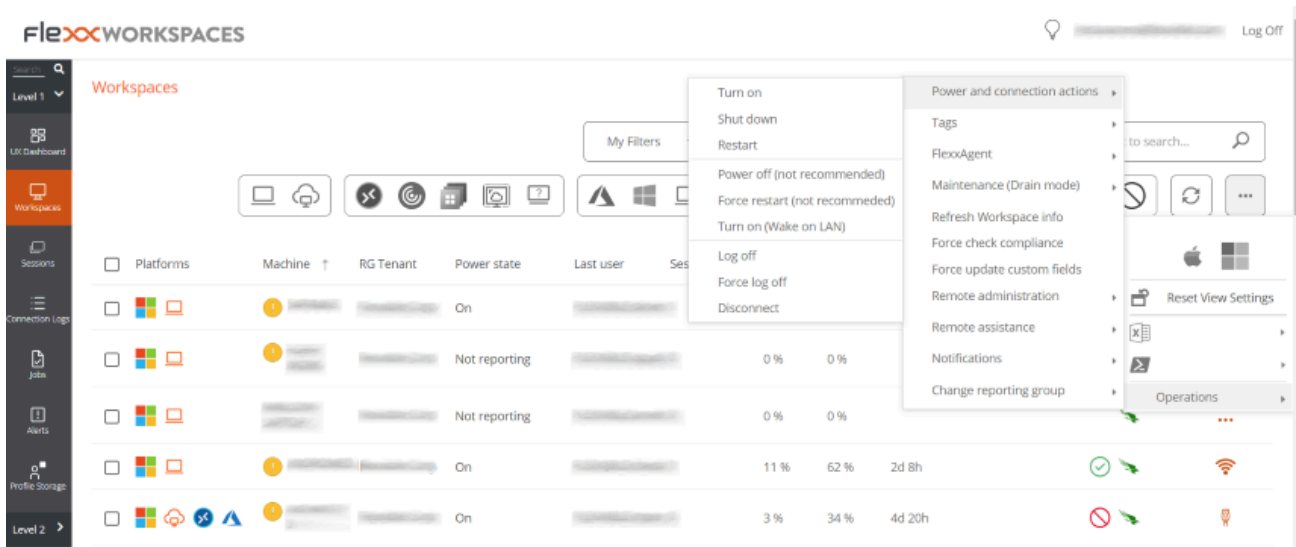 FlexxWORKSPACES
Log Off
Search
Level 1
UX Dashboard
Workspaces
Sessions
Connection Logs
Jobs
Alerts
Profile Storage
Level 2
Workspaces
My Filters
to search...
Turn on
Shut down
Restart
Power off (not recommended)
Force restart (not recommeded)
Turn on (Wake on LAN)
Log off
Force log off
Disconnect
Power and connection actions
Tags
FlexxAgent
Maintenance (Drain mode)
Refresh Workspace info
Force check compliance
Force update custom fields
Remote administration
Remote assistance
Notifications
Change reporting group
Reset View Settings
Operations
Platforms Machine RG Tenant Power state Last user Ses
On
Not reporting 0 % 0 %
Not reporting 0 % 0 %
On 11 % 62 % 2d 8h
On 3 % 34 % 4d 20h